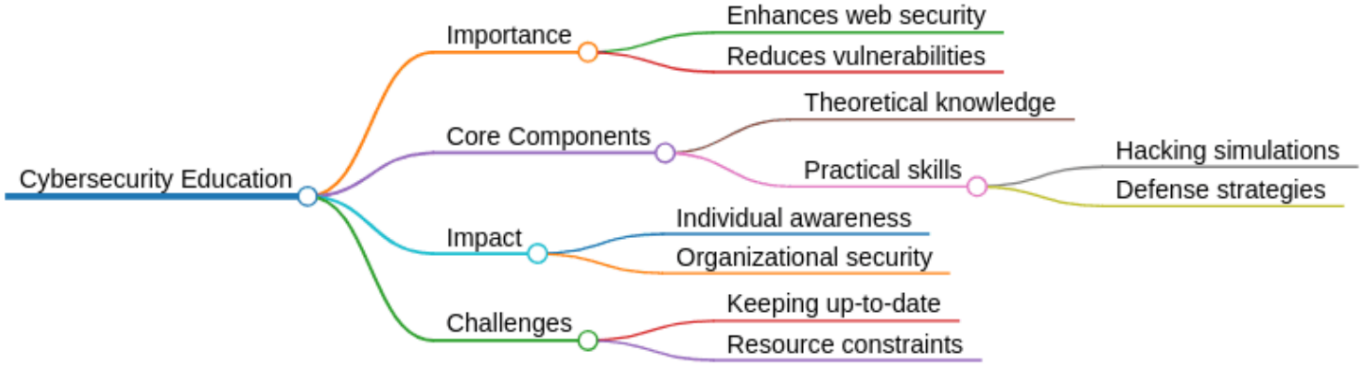 Cybersecurity Education
Importance
Enhances web security
Reduces vulnerabilities
Core Components
Theoretical knowledge
Practical skills
Hacking simulations
Defense strategies
Impact
Individual awareness
Organizational security
Challenges
Keeping up-to-date
Resource constraints